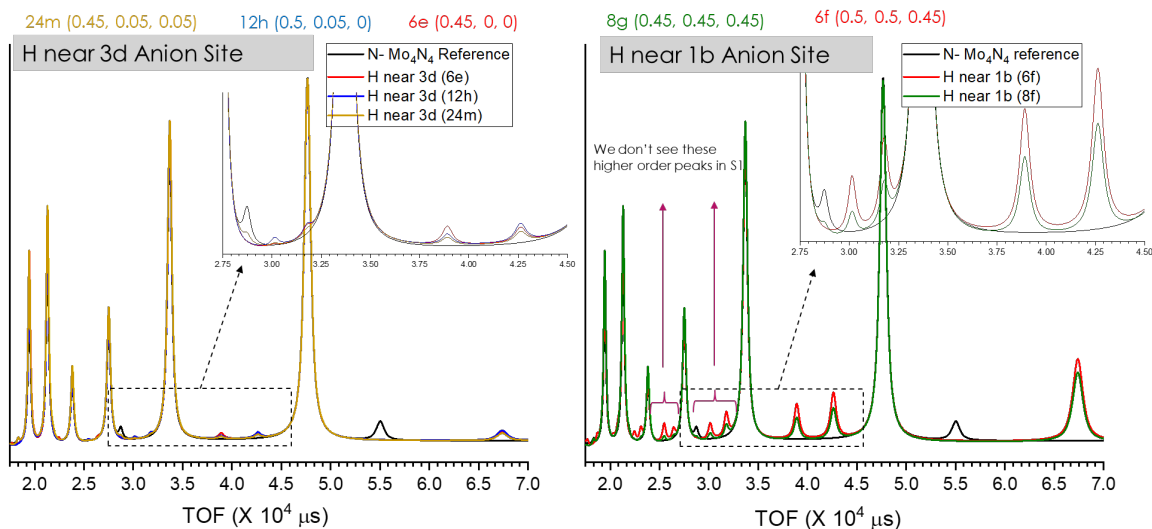 24m (0.45, 0.05, 0.05)
12h (0.5, 0.05, 0)
6e (0.45, 0, 0)
H near 3d Anion Site
N- Mo₄N₄ Reference
H near 3d (6e)
H near 3d (12h)
H near 3d (24m)
2.75 3.00 3.25 3.50 3.75 4.00 4.25 4.50
2.0 2.5 3.0 3.5 4.0 4.5 5.0 5.5 6.0 6.5 7.0
TOF (X 10⁴ μs)
8g (0.45, 0.45, 0.45)
6f (0.5, 0.5, 0.45)
H near 1b Anion Site
N- Mo₄N₄ reference
H near 1b (6f)
H near 1b (8f)
We don't see these
higher order peaks in S1
2.75 3.00 3.25 3.50 3.75 4.00 4.25 4.50
2.0 2.5 3.0 3.5 4.0 4.5 5.0 5.5 6.0 6.5 7.0
TOF (X 10⁴ μs)